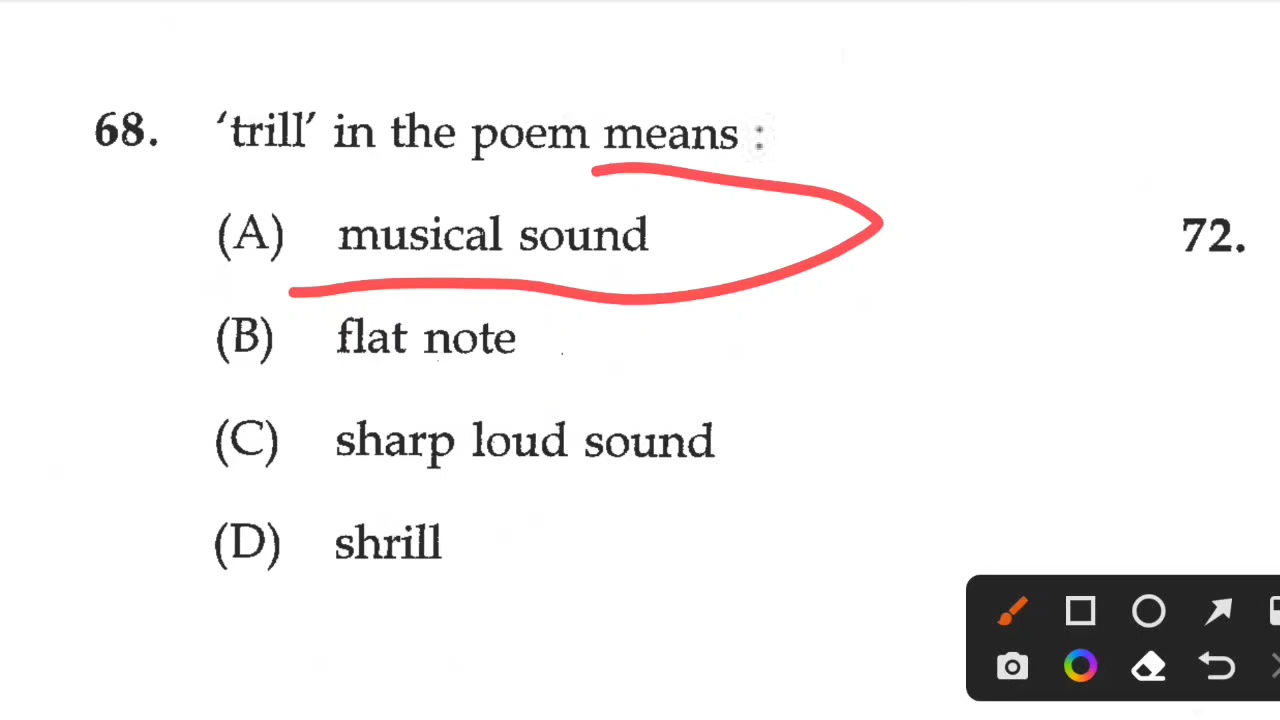 68. ‘trill’ in the poem means :
(A) musical sound
72.
(B) flat note
(C) sharp loud sound
(D) shrill